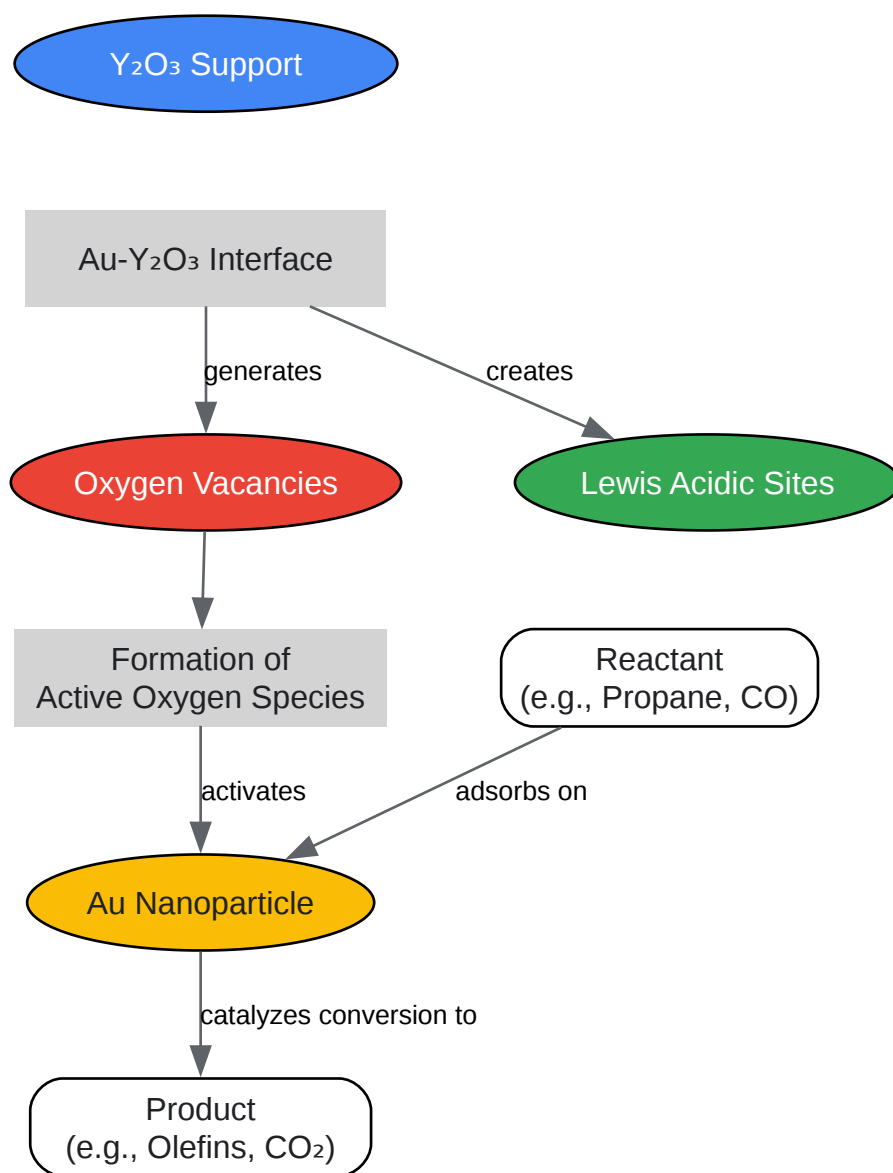 Y₂O₃ Support
Au-Y₂O₃ Interface
generates
creates
Oxygen Vacancies
Lewis Acidic Sites
Formation of
Active Oxygen Species
Reactant
(e.g., Propane, CO)
activates
adsorbs on
Au Nanoparticle
catalyzes conversion to
Product
(e.g., Olefins, CO₂)